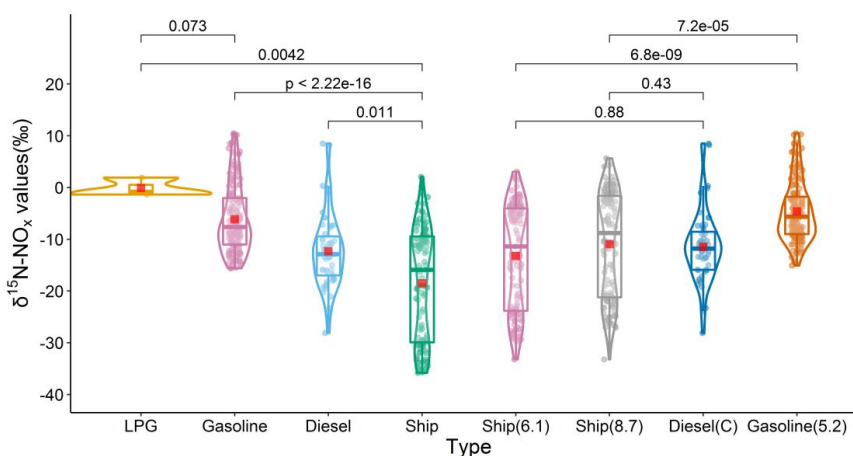 0.073
7.2e-05
0.0042
6.8e-09
p < 2.22e-16
0.43
0.011
0.88
20
10
0
-10
-20
-30
-40
δ¹⁵N-NOₓ values(‰)
LPG Gasoline Diesel Ship Ship(6.1) Ship(8.7) Diesel(C) Gasoline(5.2)
Type